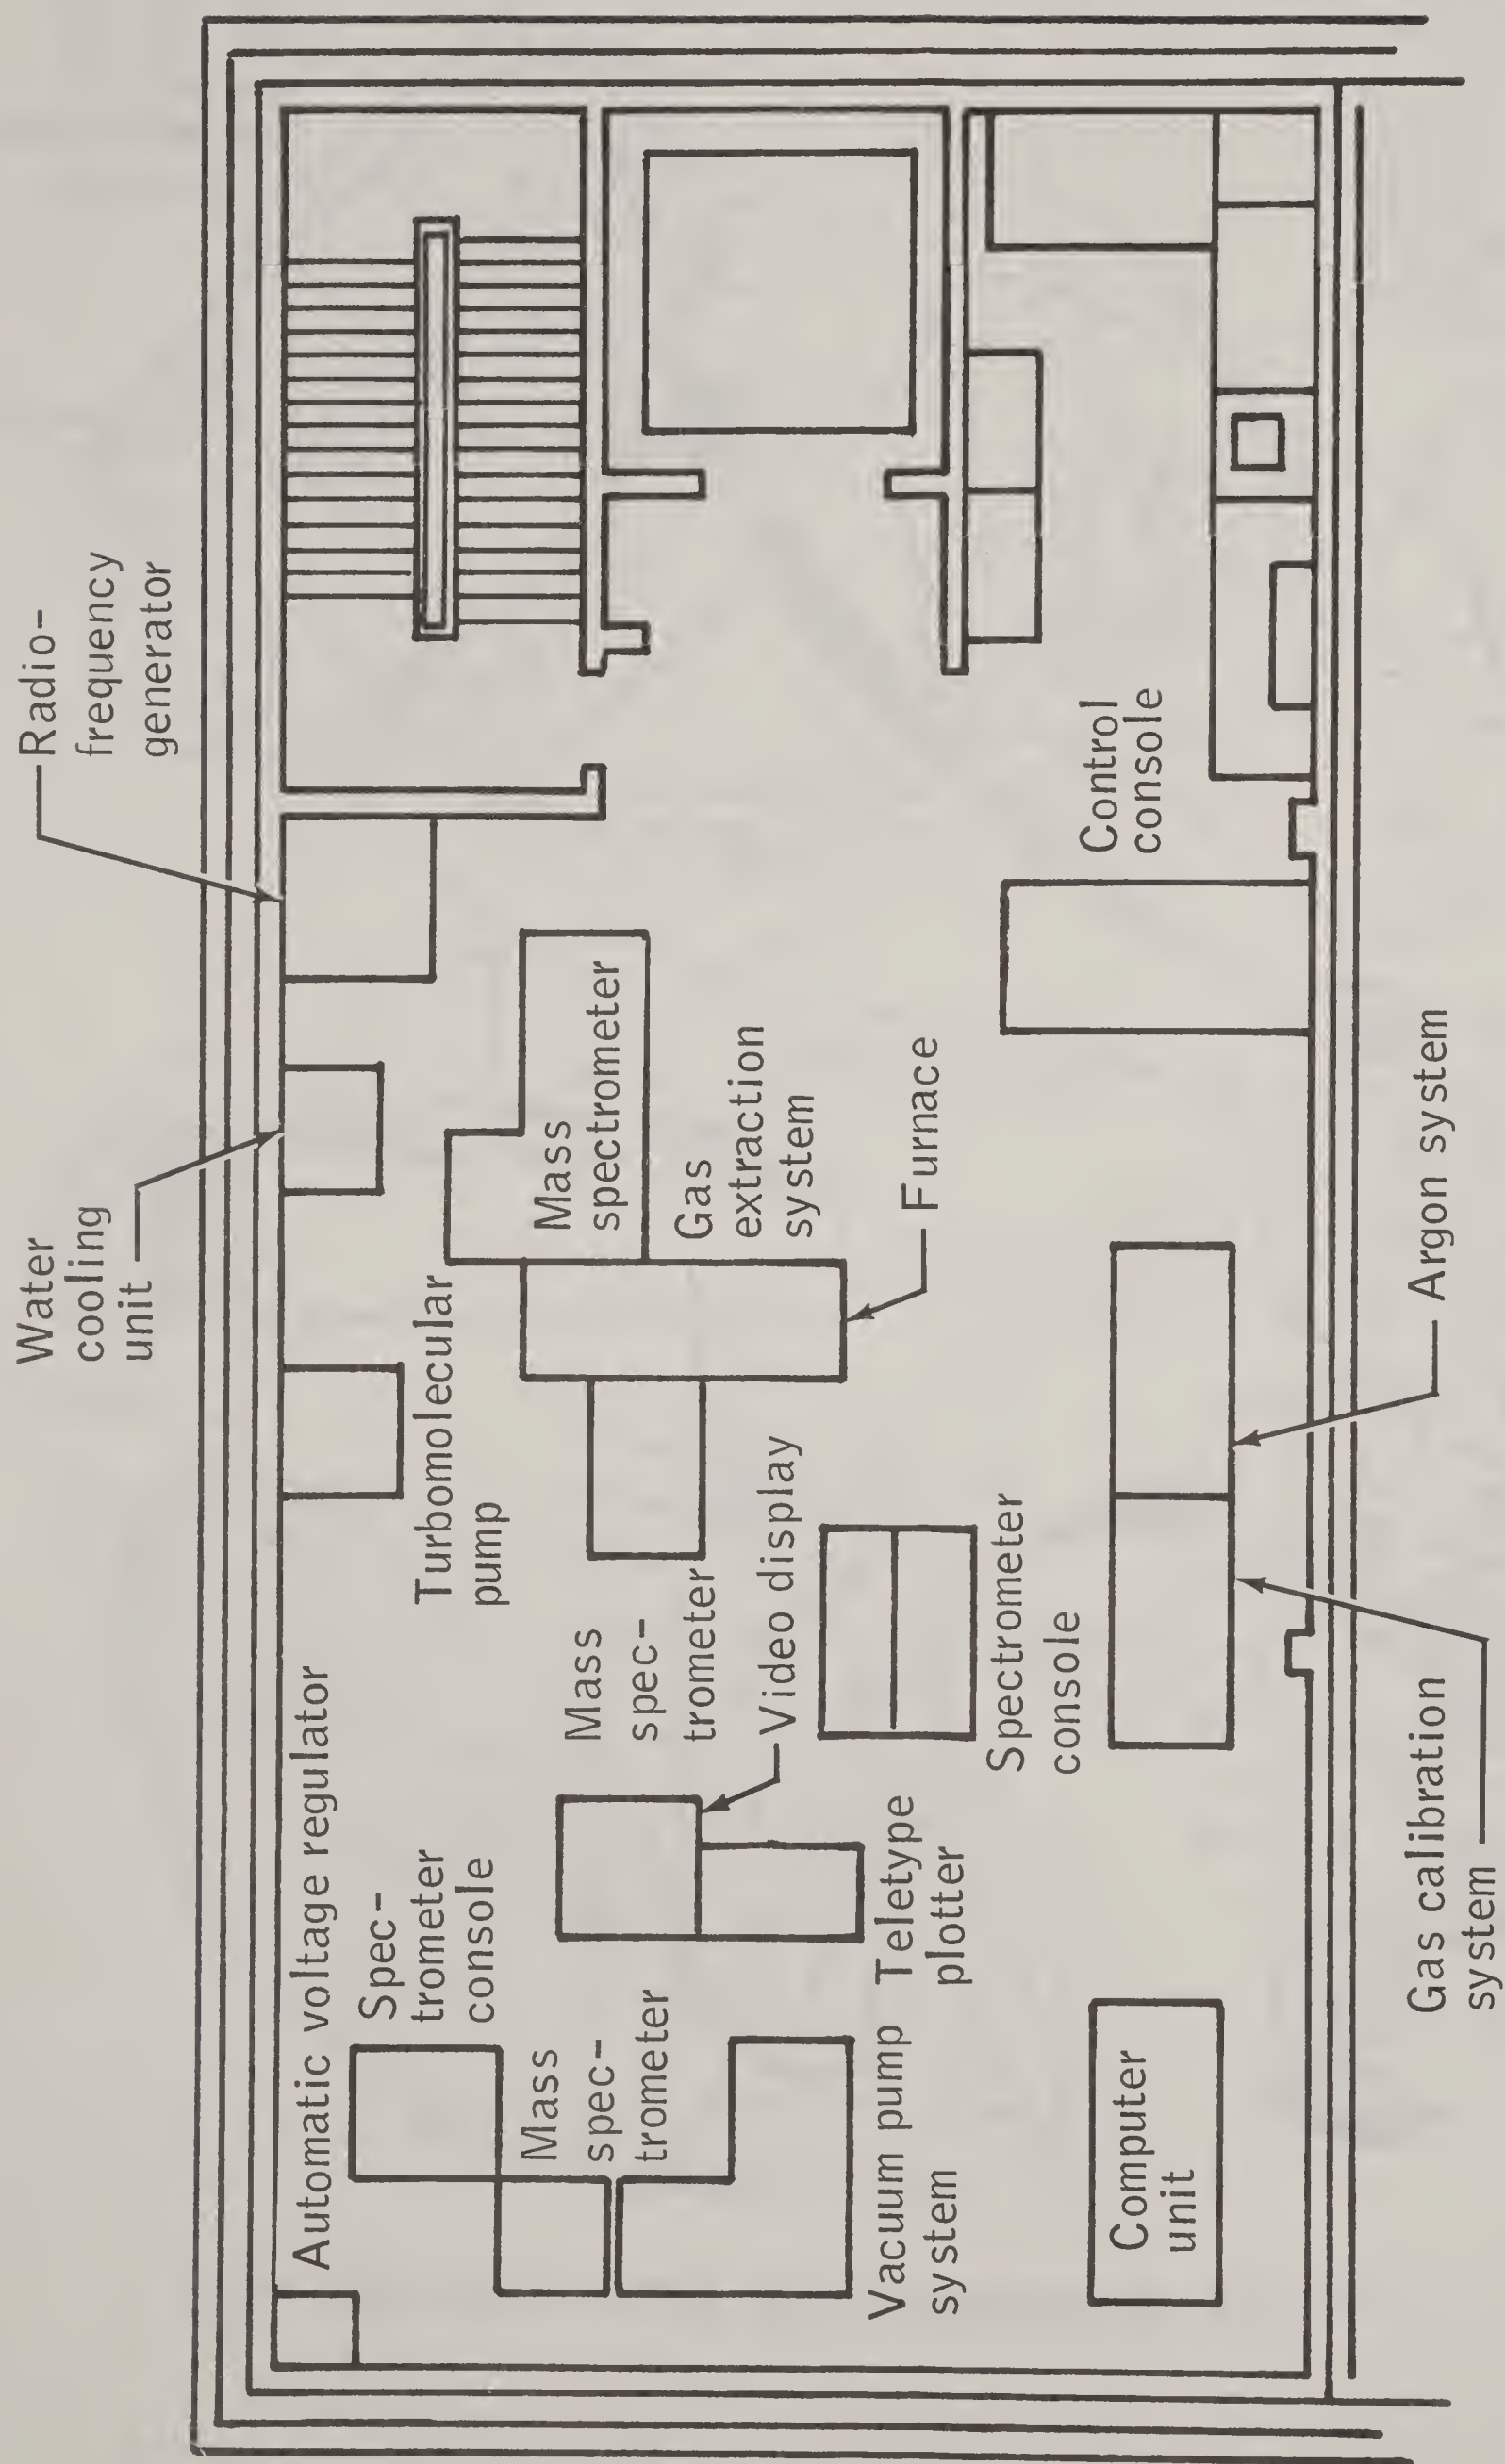 Water
cooling
unit
Radio-
frequency
generator
Automatic voltage regulator
Spec-
trometer
console
Turbomolecular
pump
Mass
spec-
trometer
Mass
spec-
trometer
Mass
spectrometer
Gas
extraction
system
Video display
Furnace
Vacuum pump
system
Teletype
plotter
Spectrometer
console
Control
console
Computer
unit
Gas calibration
system
Argon system